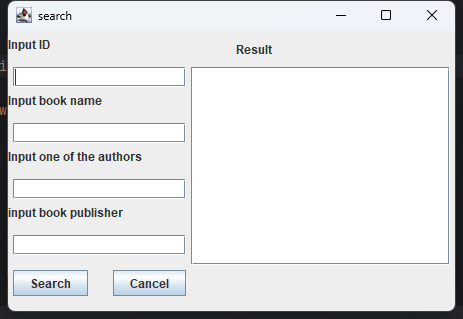 search
Input ID
Result
Input book name
Input one of the authors
input book publisher
Search
Cancel